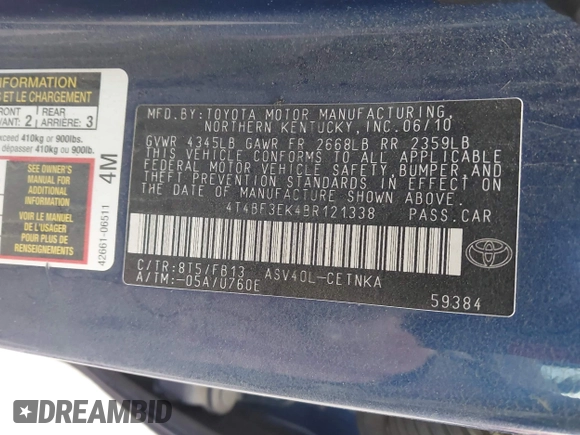 INFORMATION
S ET LE CHARGEMENT
FRONT
VANT: 2
REAR
ARRIÈRE: 3
exceed 410kg or 900lbs.
dépasser 410kg or 900lb.
SEE OWNER'S
MANUAL FOR
ADDITIONAL
INFORMATION
VOIR LE MANUEL
DE L'USAGER
POUR PLUS DE
RENSEIGNEMENTS
4M
42661-06511
MFD.BY:TOYOTA MOTOR MANUFACTURING,
NORTHERN KENTUCKY,INC.06/10
GVWR 4345LB GAWR FR 2668LB RR 2359LB
THIS VEHICLE CONFORMS TO ALL APPLICABLE
FEDERAL MOTOR VEHICLE SAFETY,BUMPER,AND
THEFT PREVENTION STANDARDS IN EFFECT ON
THE DATE OF MANUFACTURE SHOWN ABOVE.
4T4BF3EK4BR121338 PASS.CAR
C/TR:8T5/FB13 ASV40L-CETNKA
A/TM:-05A/U760E
TOYOTA
59384
DREAMBID